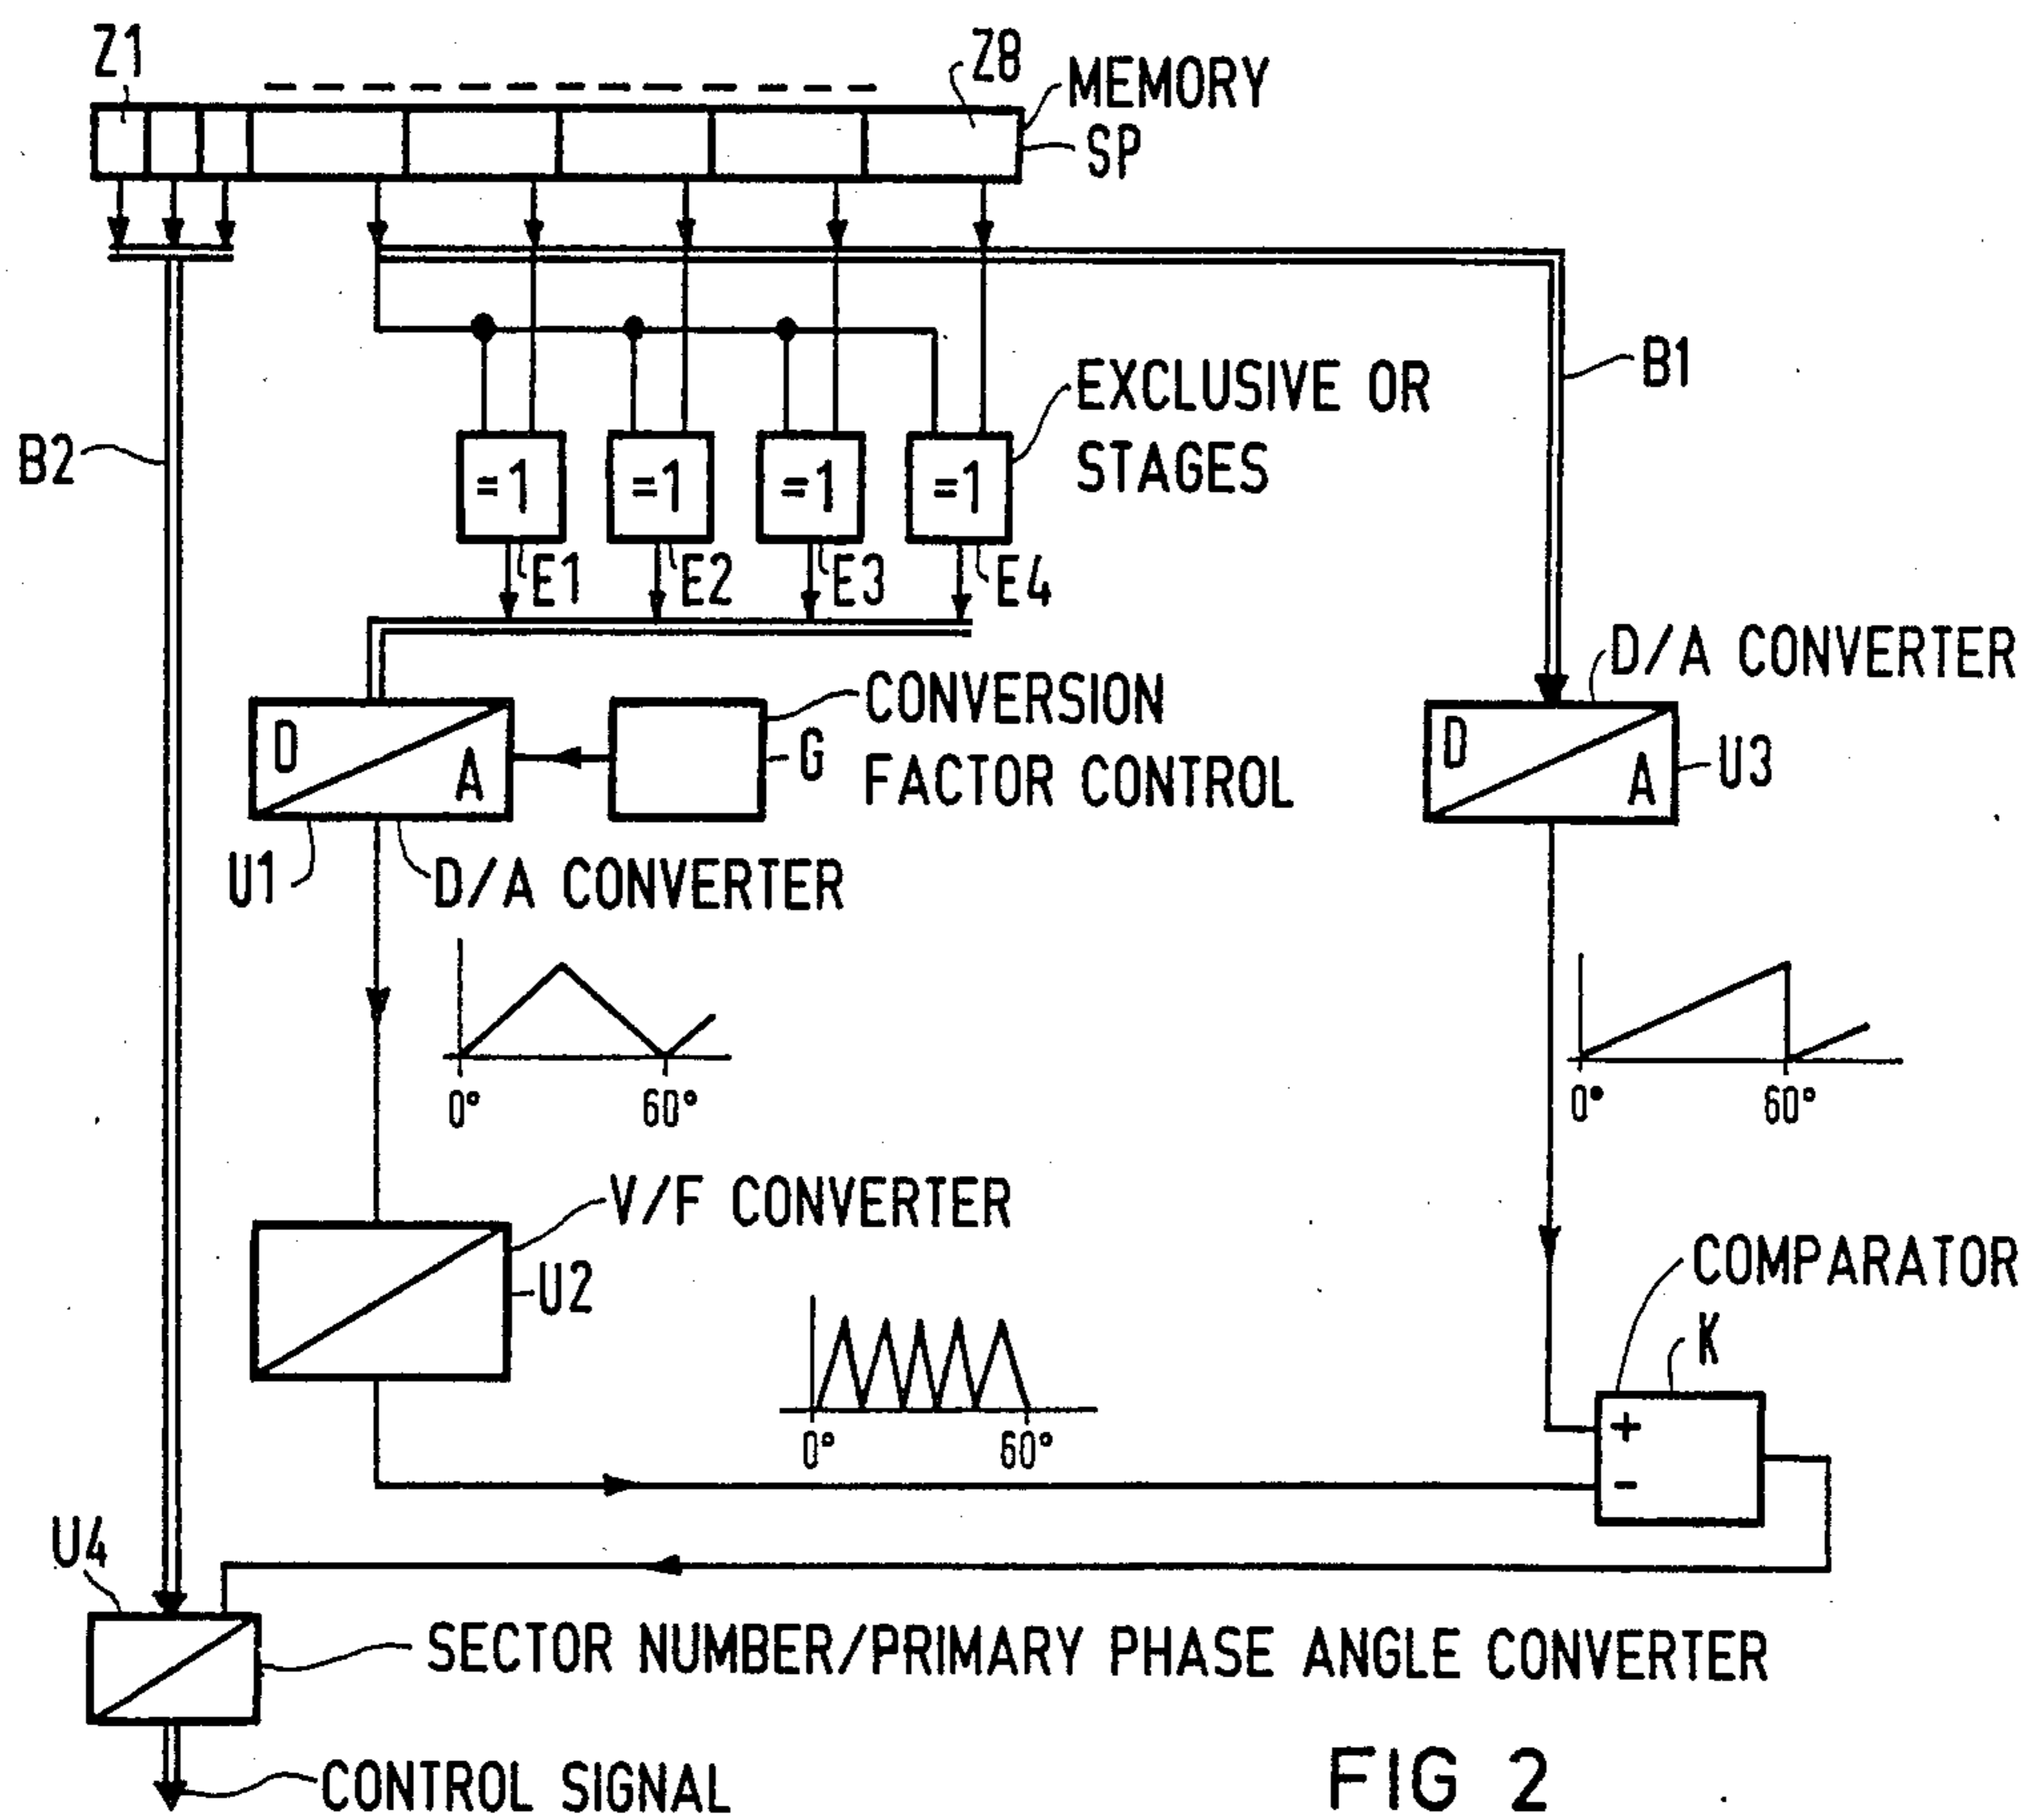 Z1
Z8
MEMORY
SP
B1
EXCLUSIVE OR
STAGES
B2
=1 =1 =1 =1
E1 E2 E3 E4
D/A CONVERTER
CONVERSION
G
FACTOR CONTROL
D
A
D
A
U3
U1
D/A CONVERTER
0° 60°
0° 60°
V/F CONVERTER
U2
COMPARATOR
K
+
-
0° 60°
U4
SECTOR NUMBER/PRIMARY PHASE ANGLE CONVERTER
CONTROL SIGNAL
FIG 2